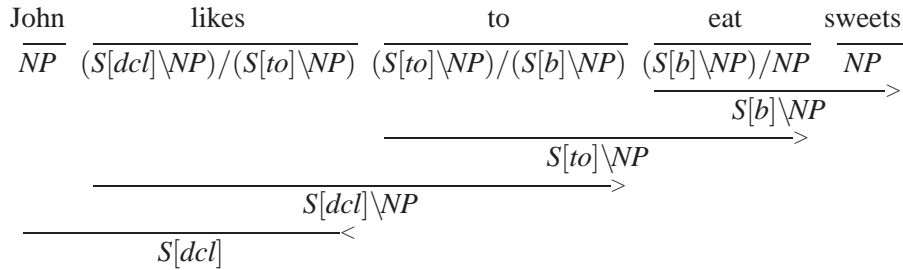 John likes to eat sweets
NP (S[dcl]\NP)/(S[to]\NP) (S[to]\NP)/(S[b]\NP) (S[b]\NP)/NP NP
>
S[b]\NP
>
S[to]\NP
>
S[dcl]\NP
<
S[dcl]